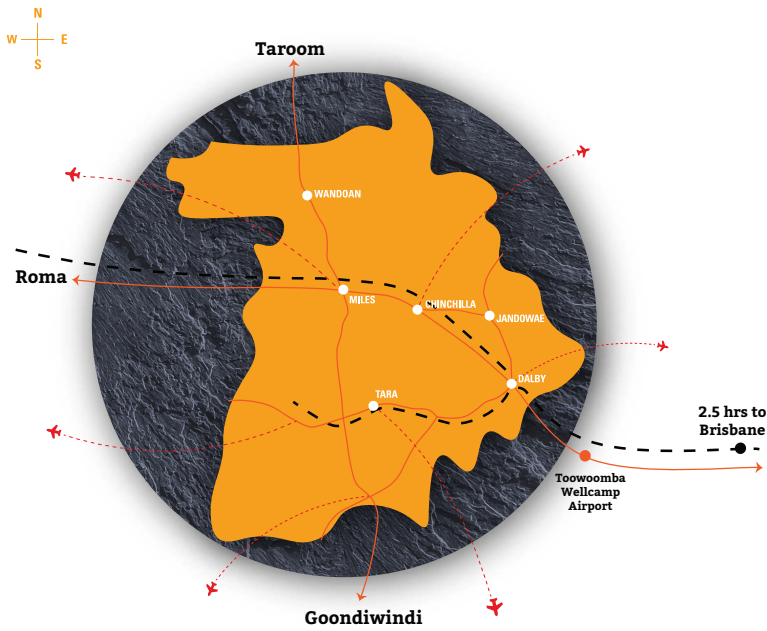 N
W E
S
Taroom
WANDOAN
Roma
MILES
CHINCHILLA
JANDOWAE
DALBY
TARA
2.5 hrs to
Brisbane
Toowoomba
Wellcamp
Airport
Goondiwindi